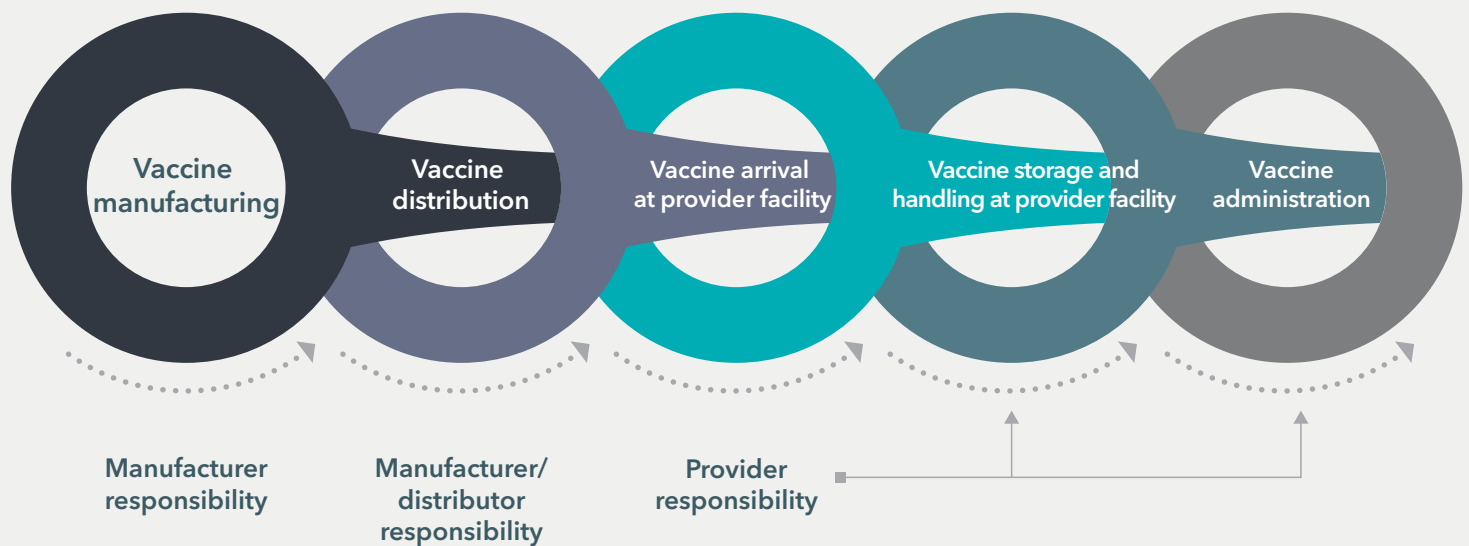 Vaccine
manufacturing
Vaccine
distribution
Vaccine arrival
at provider facility
Vaccine storage and
handling at provider facility
Vaccine
administration
Manufacturer
responsibility
Manufacturer/
distributor
responsibility
Provider
responsibility